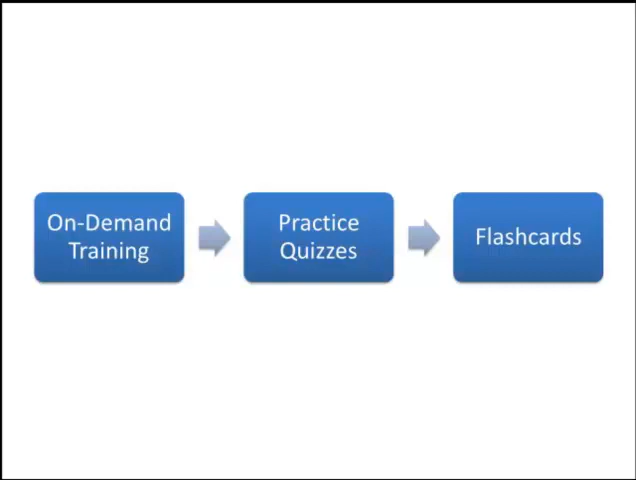 On-Demand
Training
Practice
Quizzes
Flashcards